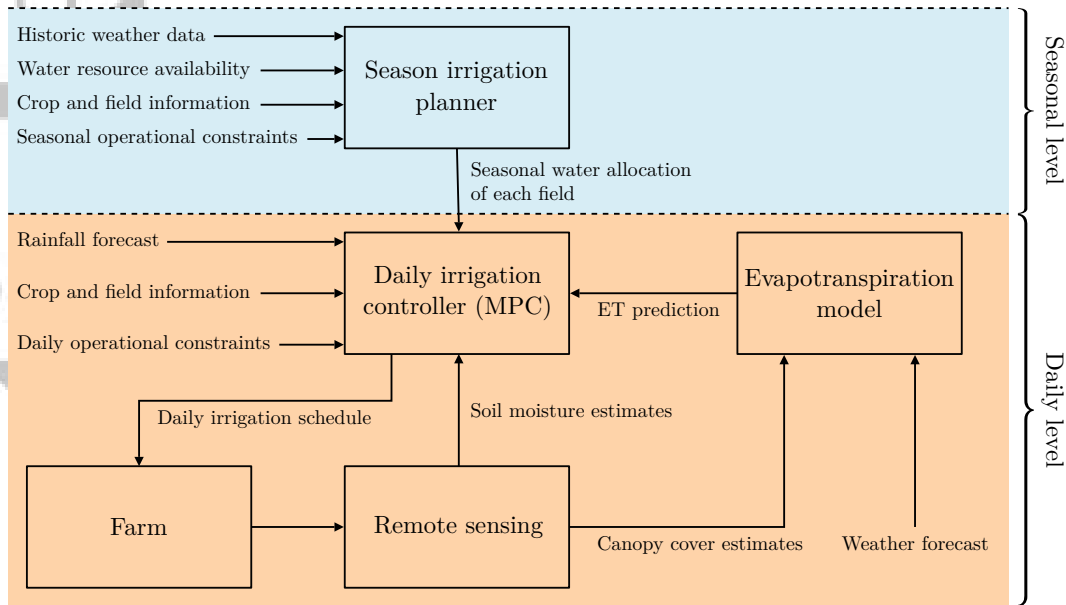 Historic weather data
Water resource availability
Crop and field information
Seasonal operational constraints
Season irrigation
planner
Seasonal water allocation
of each field
Seasonal level
Rainfall forecast
Crop and field information
Daily operational constraints
Daily irrigation
controller (MPC)
ET prediction
Evapotranspiration
model
Daily irrigation schedule
Soil moisture estimates
Farm
Remote sensing
Canopy cover estimates
Weather forecast
Daily level